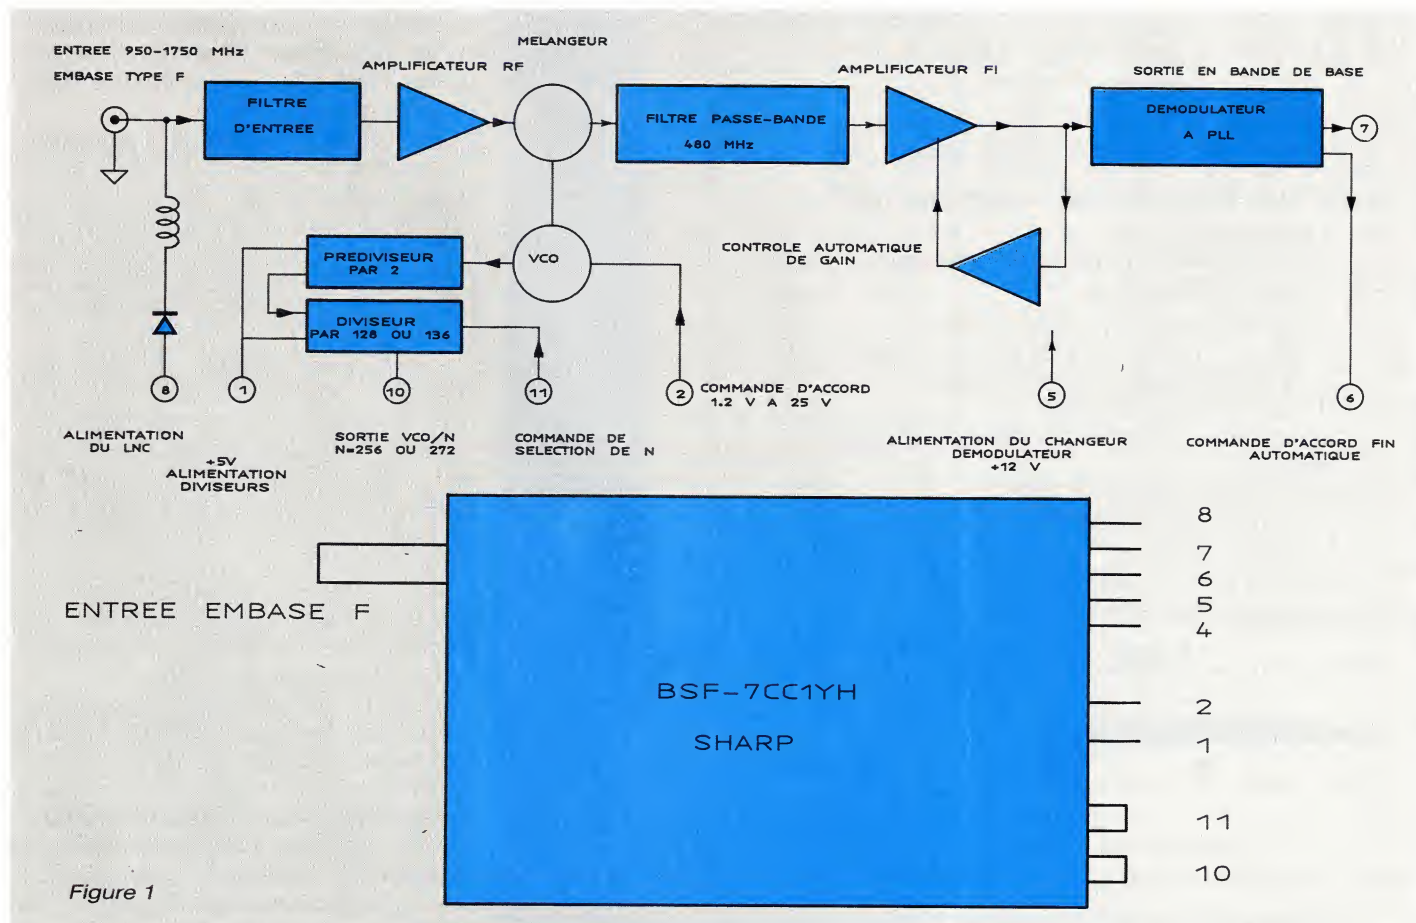 ENTREE 950-1750 MHz
EMBASE TYPE F
FILTRE
D'ENTREE
AMPLIFICATEUR RF
MELANGEUR
FILTRE PASSE-BANDE
480 MHz
AMPLIFICATEUR FI
SORTIE EN BANDE DE BASE
DEMODULATEUR
A PLL
7
PREDIVISEUR
PAR 2
VCO
DIVISEUR
PAR 128 OU 136
CONTROLE AUTOMATIQUE
DE GAIN
8
1
10
11
2
COMMANDE D'ACCORD
1.2 V A 25 V
5
6
ALIMENTATION
DU LNC
+5V
ALIMENTATION
DIVISEURS
SORTIE VCO/N
N=256 OU 272
COMMANDE DE
SELECTION DE N
ALIMENTATION DU CHANGEUR
DEMODULATEUR
+12 V
COMMANDE D'ACCORD FIN
AUTOMATIQUE
ENTREE EMBASE F
BSF-7CC1YH
SHARP
8
7
6
5
4
2
1
11
10
Figure 1